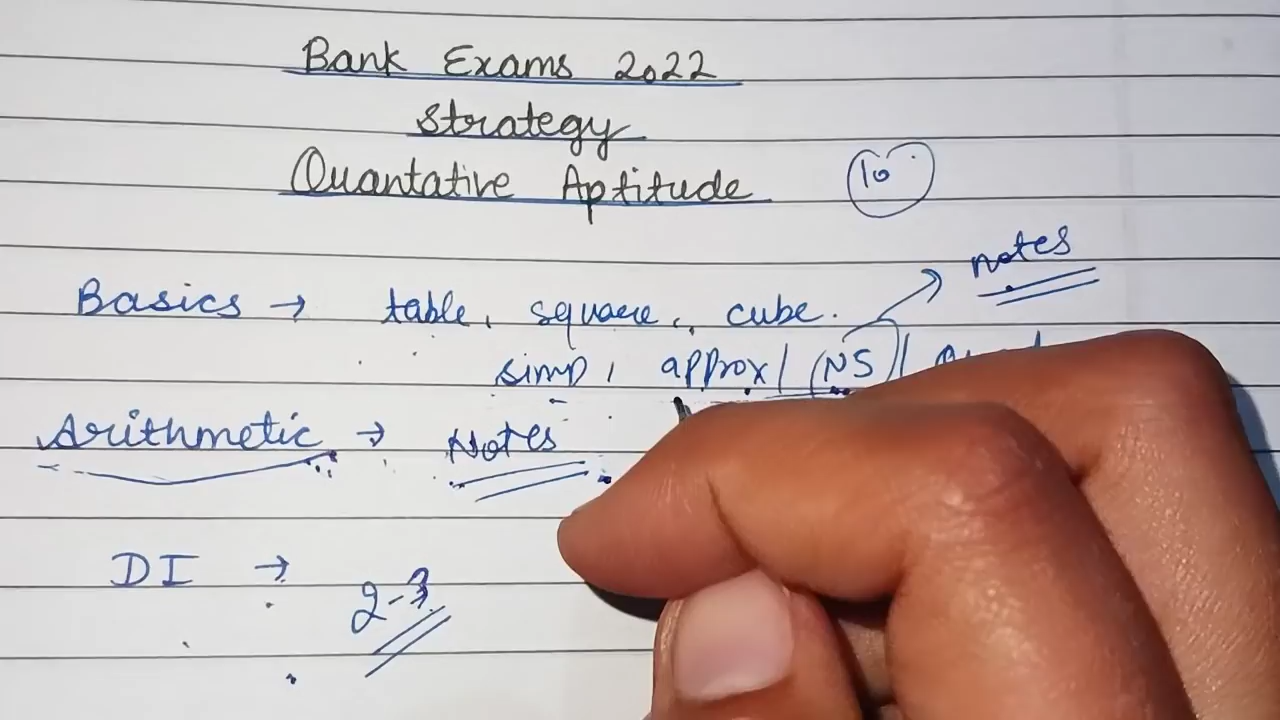 Bank Exams 2022
Strategy
Quantative Aptitude 10
notes
Basics → table, square, cube.
simp, approx/ (NS)/
Arithmetic → Notes
DI → 2-3